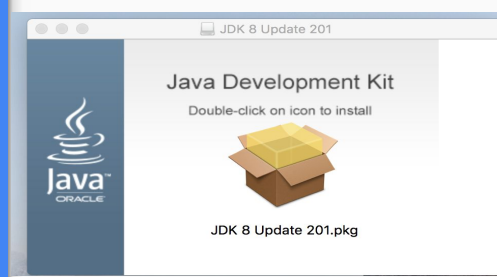 JDK 8 Update 201
Java Development Kit
Double-click on icon to install
Java™
ORACLE
JDK 8 Update 201.pkg